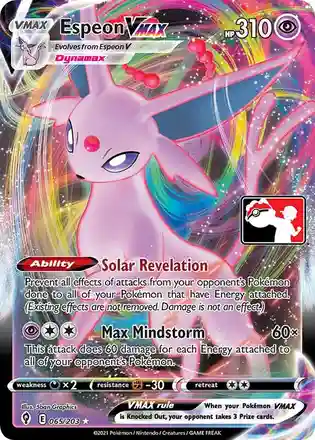 VMAX
Espeon VMAX
HP 310
Evolves from Espeon V
Dynamax
Ability Solar Revelation
Prevent all effects of attacks from your opponent's Pokémon
done to all of your Pokémon that have Energy attached.
(Existing effects are not removed. Damage is not an effect.)
Max Mindstorm 60×
This attack does 60 damage for each Energy attached to
all of your opponent's Pokémon.
weakness ×2 resistance -30 retreat
Illus. 5ban Graphics
E 065/203 ★
VMAX rule When your Pokémon VMAX
is Knocked Out, your opponent takes 3 Prize cards.
©2021 Pokémon / Nintendo / Creatures / GAME FREAK